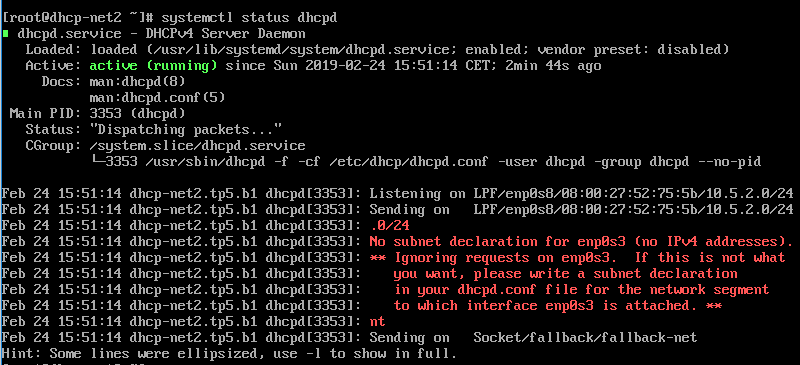 [root@dhcp-net2 ~]# systemctl status dhcpd
dhcpd.service - DHCPv4 Server Daemon
Loaded: loaded (/usr/lib/systemd/system/dhcpd.service; enabled; vendor preset: disabled)
Active: active (running) since Sun 2019-02-24 15:51:14 CET; 2min 44s ago
Docs: man:dhcpd(8)
man:dhcpd.conf(5)
Main PID: 3353 (dhcpd)
Status: "Dispatching packets..."
CGroup: /system.slice/dhcpd.service
└─3353 /usr/sbin/dhcpd -f -cf /etc/dhcp/dhcpd.conf -user dhcpd -group dhcpd --no-pid

Feb 24 15:51:14 dhcp-net2.tp5.b1 dhcpd[3353]: Listening on LPF/enp0s8/08:00:27:52:75:5b/10.5.2.0/24
Feb 24 15:51:14 dhcp-net2.tp5.b1 dhcpd[3353]: Sending on   LPF/enp0s8/08:00:27:52:75:5b/10.5.2.0/24
Feb 24 15:51:14 dhcp-net2.tp5.b1 dhcpd[3353]: .0/24
Feb 24 15:51:14 dhcp-net2.tp5.b1 dhcpd[3353]: No subnet declaration for enp0s3 (no IPv4 addresses).
Feb 24 15:51:14 dhcp-net2.tp5.b1 dhcpd[3353]: ** Ignoring requests on enp0s3.  If this is not what
Feb 24 15:51:14 dhcp-net2.tp5.b1 dhcpd[3353]:    you want, please write a subnet declaration
Feb 24 15:51:14 dhcp-net2.tp5.b1 dhcpd[3353]:    in your dhcpd.conf file for the network segment
Feb 24 15:51:14 dhcp-net2.tp5.b1 dhcpd[3353]:    to which interface enp0s3 is attached. **
Feb 24 15:51:14 dhcp-net2.tp5.b1 dhcpd[3353]: nt
Feb 24 15:51:14 dhcp-net2.tp5.b1 dhcpd[3353]: Sending on   Socket/fallback/fallback-net
Hint: Some lines were ellipsized, use -l to show in full.